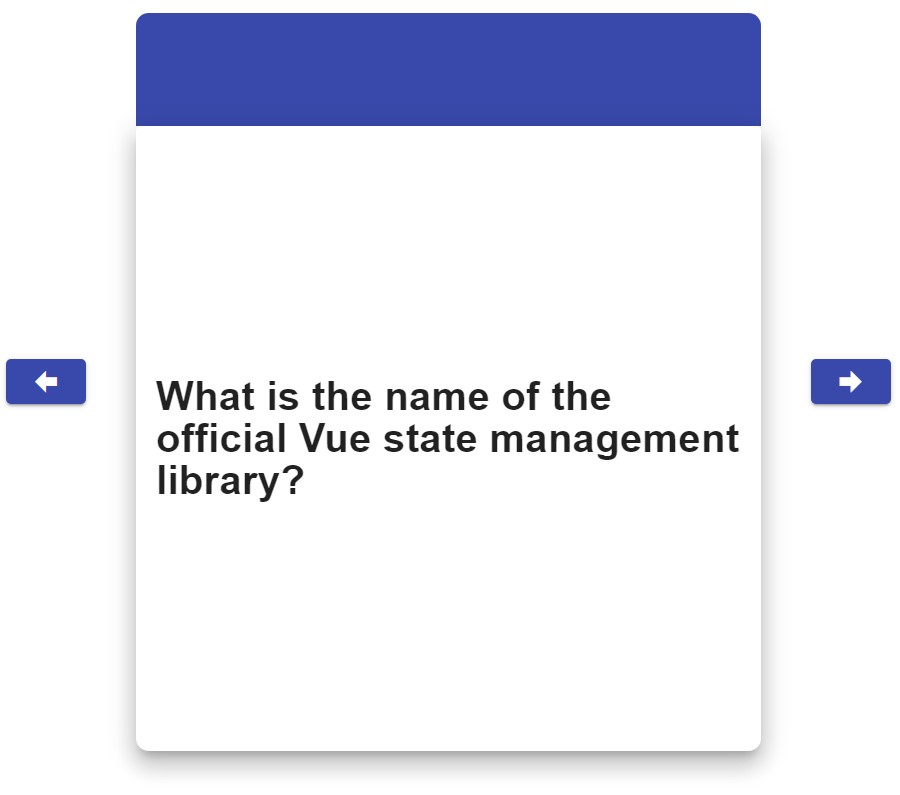 What is the name of the
official Vue state management
library?